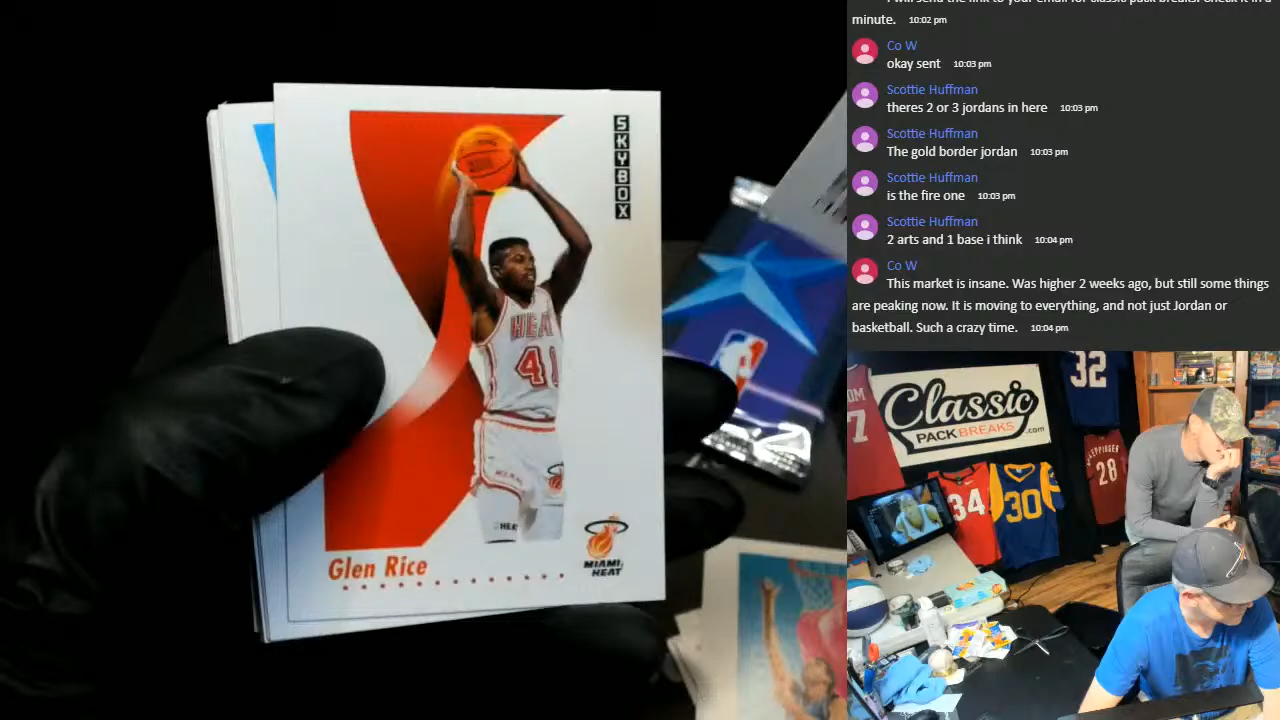 SKYBOX
HEAT
41
HEAT
Glen Rice
MIAMI
HEAT
minute. 10:02 pm
Co W
okay sent 10:03 pm
Scottie Huffman
theres 2 or 3 jordans in here 10:03 pm
Scottie Huffman
The gold border jordan 10:03 pm
Scottie Huffman
is the fire one 10:03 pm
Scottie Huffman
2 arts and 1 base i think 10:04 pm
Co W
This market is insane. Was higher 2 weeks ago, but still some things
are peaking now. It is moving to everything, and not just Jordan or
basketball. Such a crazy time. 10:04 pm
Classic
PACKBREAKS.com
32
7
34
30
28